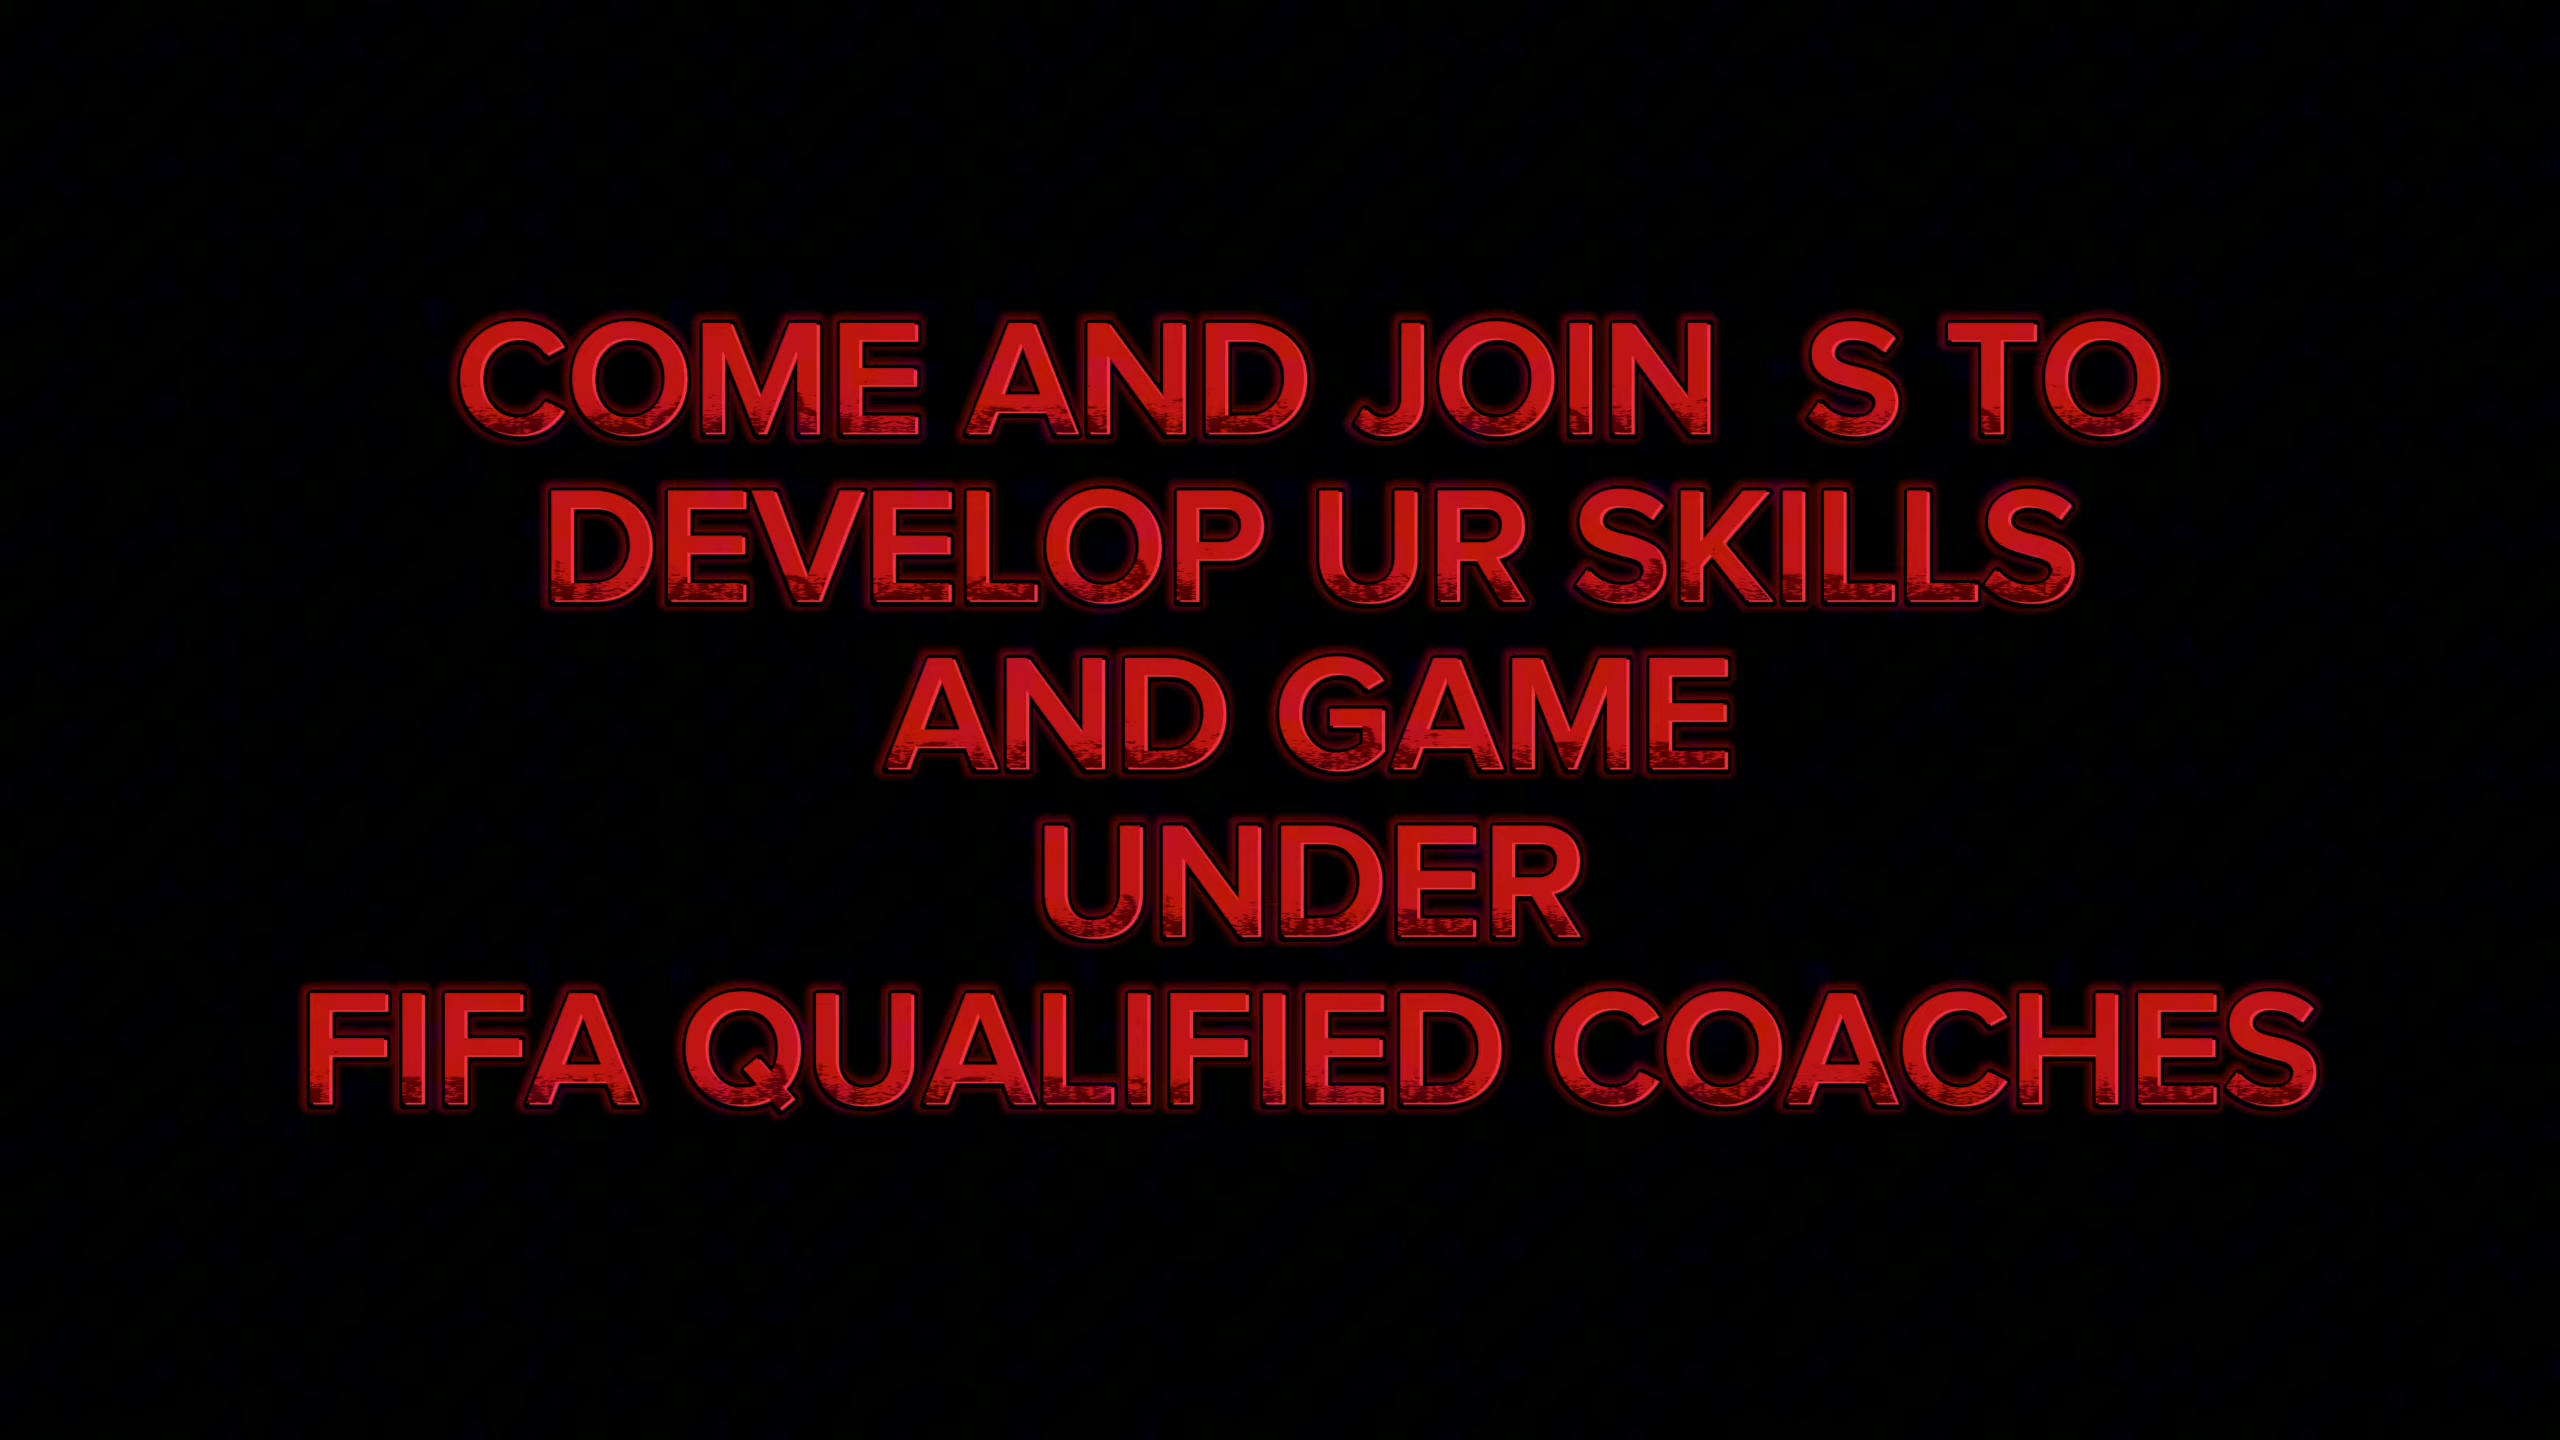 COME AND JOIN  S TO
DEVELOP UR SKILLS
AND GAME
UNDER
FIFA QUALIFIED COACHES